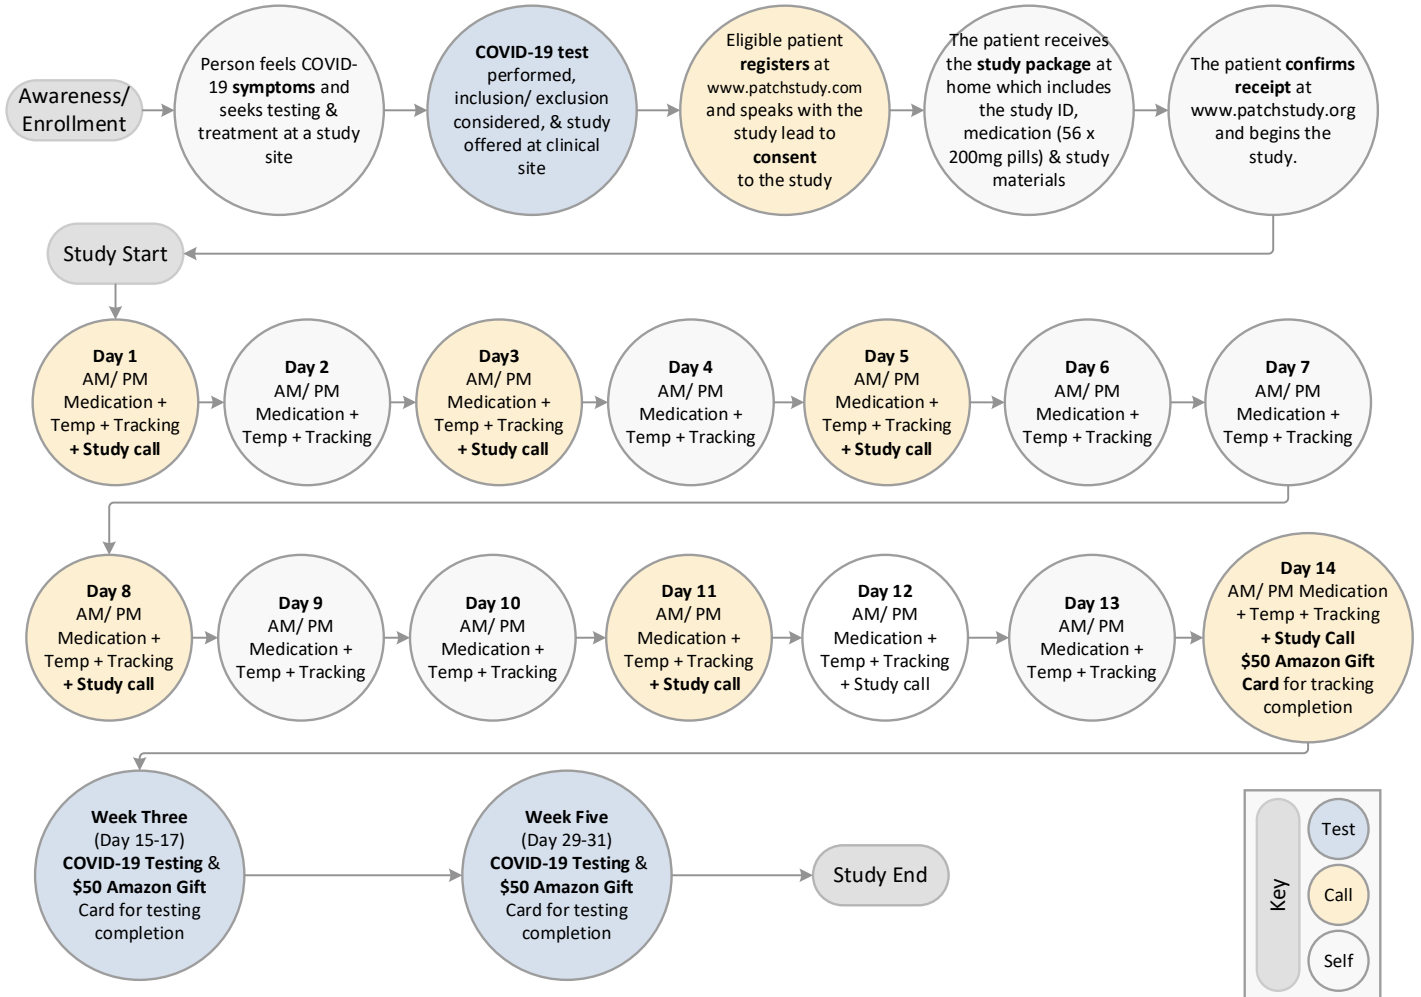 Awareness/
Enrollment
Person feels COVID-
19 symptoms and
seeks testing &
treatment at a study
site
COVID-19 test
performed,
inclusion/ exclusion
considered, & study
offered at clinical
site
Eligible patient
registers at
www.patchstudy.com
and speaks with the
study lead to
consent
to the study
The patient receives
the study package at
home which includes
the study ID,
medication (56 x
200mg pills) & study
materials
The patient confirms
receipt at
www.patchstudy.org
and begins the
study.
Study Start
Day 1
AM/ PM
Medication +
Temp + Tracking
+ Study call
Day 2
AM/ PM
Medication +
Temp + Tracking
Day3
AM/ PM
Medication +
Temp + Tracking
+ Study call
Day 4
AM/ PM
Medication +
Temp + Tracking
Day 5
AM/ PM
Medication +
Temp + Tracking
+ Study call
Day 6
AM/ PM
Medication +
Temp + Tracking
Day 7
AM/ PM
Medication +
Temp + Tracking
Day 8
AM/ PM
Medication +
Temp + Tracking
+ Study call
Day 9
AM/ PM
Medication +
Temp + Tracking
Day 10
AM/ PM
Medication +
Temp + Tracking
Day 11
AM/ PM
Medication +
Temp + Tracking
+ Study call
Day 12
AM/ PM
Medication +
Temp + Tracking
+ Study call
Day 13
AM/ PM
Medication +
Temp + Tracking
Day 14
AM/ PM Medication
+ Temp + Tracking
+ Study Call
$50 Amazon Gift
Card for tracking
completion
Week Three
(Day 15-17)
COVID-19 Testing &
$50 Amazon Gift
Card for testing
completion
Week Five
(Day 29-31)
COVID-19 Testing &
$50 Amazon Gift
Card for testing
completion
Study End
Key
Test
Call
Self